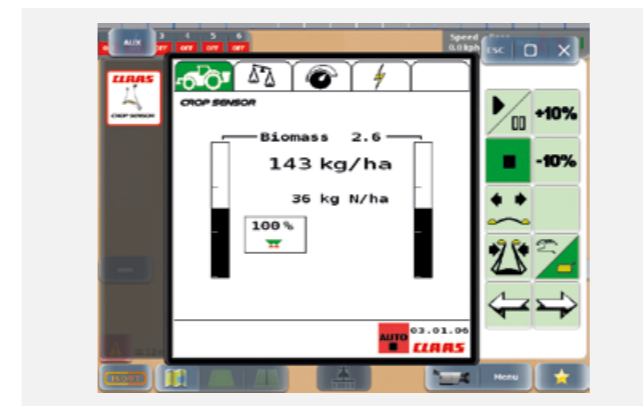 AUX
3 4 5 6
OFF OFF OFF
Speed
0.0 kph
ESC
CLAAS
CROP SENSOR
CROP SENSOR
+10%
Biomass 2.6
143 kg/ha
-10%
36 kg N/ha
100 %
AUTO
03.01.06
CLAAS
Menu